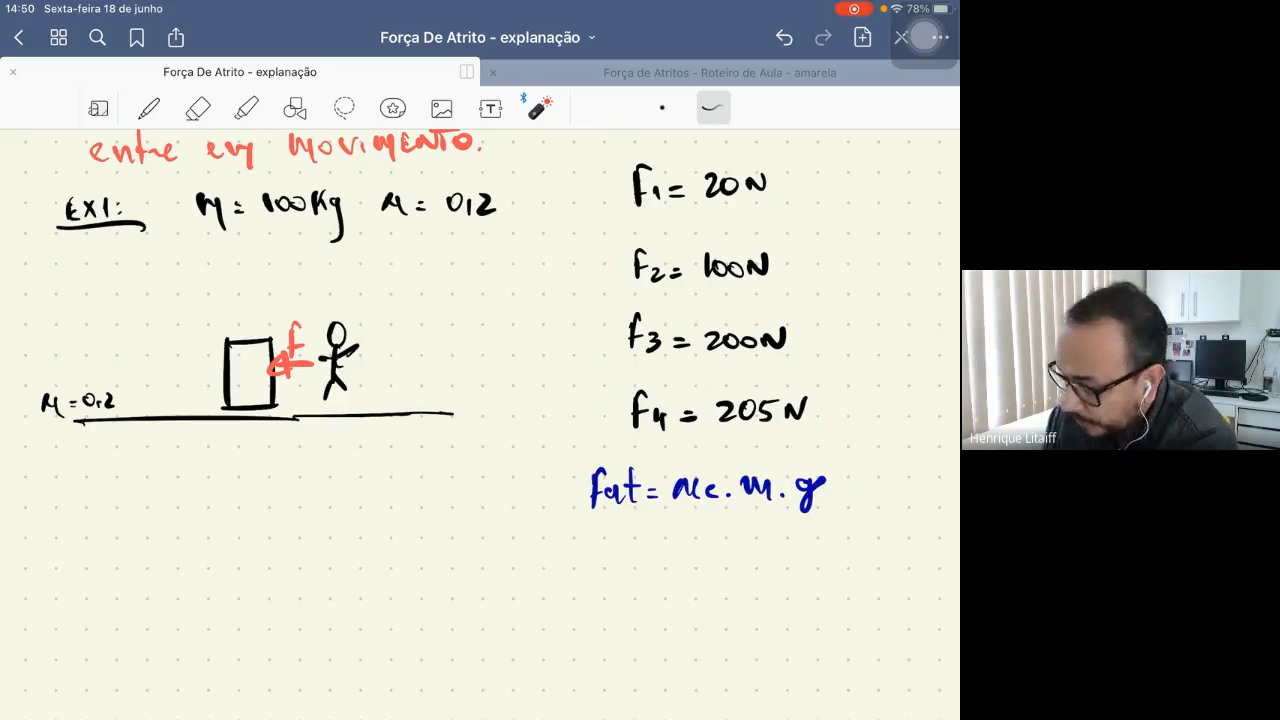 14:50 Sexta-feira 18 de junho
78%
Força De Atrito - explanação
Força De Atrito - explanação
Força de Atritos - Roteiro de Aula - amarela
T
entre em movimento.
EX1: M = 100Kg μ = 0,2
F1 = 20N
F2 = 100N
F3 = 200N
F4 = 205N
F
μ = 0,2
Fat = μe . m . g
Henrique Litaiff